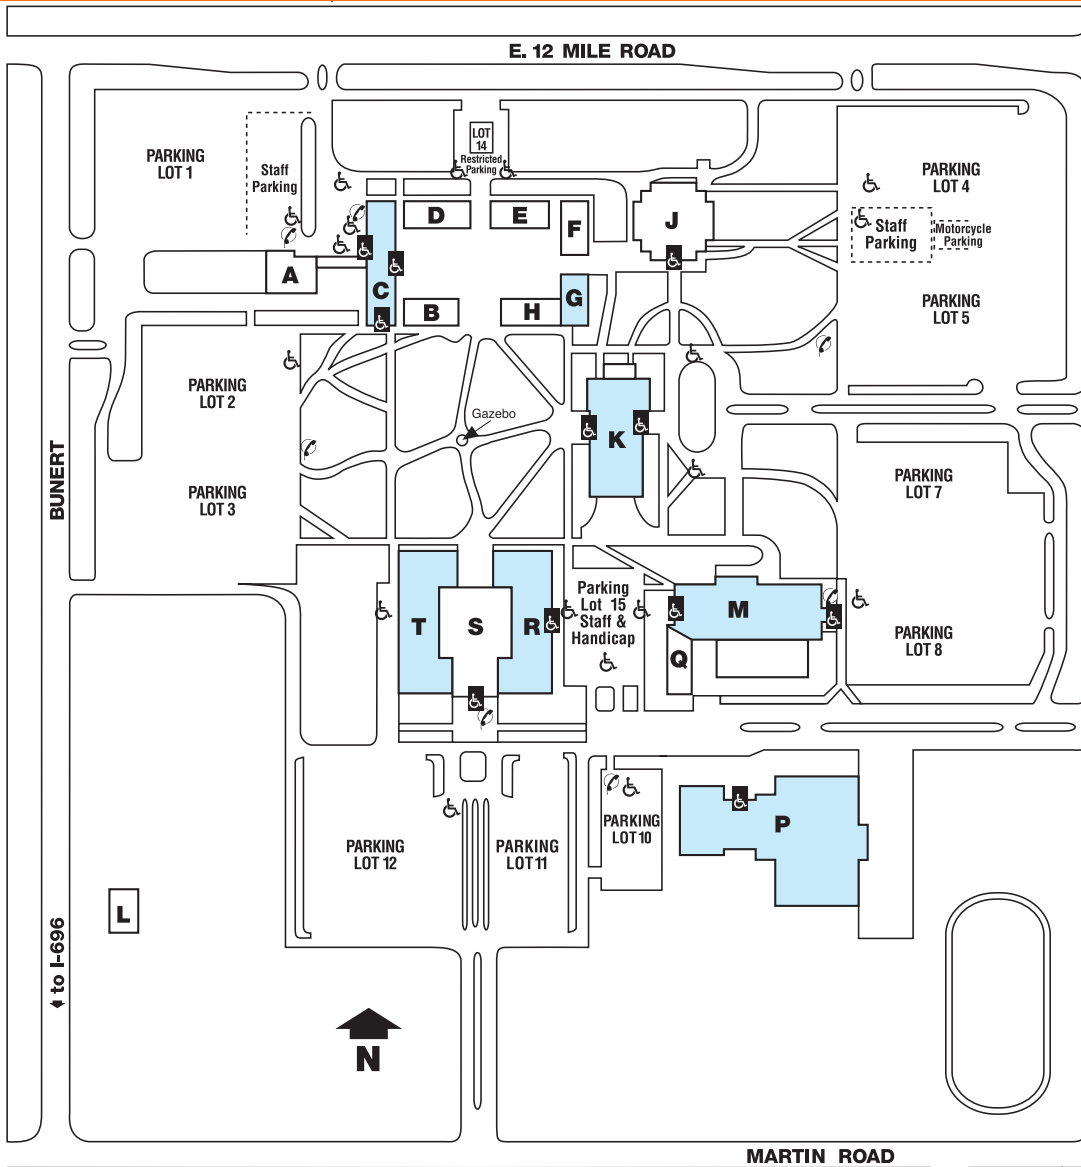 E. 12 MILE ROAD
PARKING
LOT 1
Staff
Parking
LOT
14
Restricted
Parking
PARKING
LOT 4
Staff
Parking
Motorcycle
Parking
D
E
F
J
A
C
B
H
G
PARKING
LOT 5
PARKING
LOT 2
Gazebo
K
BUNERT
PARKING
LOT 3
PARKING
LOT 7
Parking
Lot 15
Staff &
Handicap
T
S
R
M
Q
PARKING
LOT 8
PARKING
LOT 12
PARKING
LOT 11
PARKING
LOT 10
P
L
to I-696
N
MARTIN ROAD